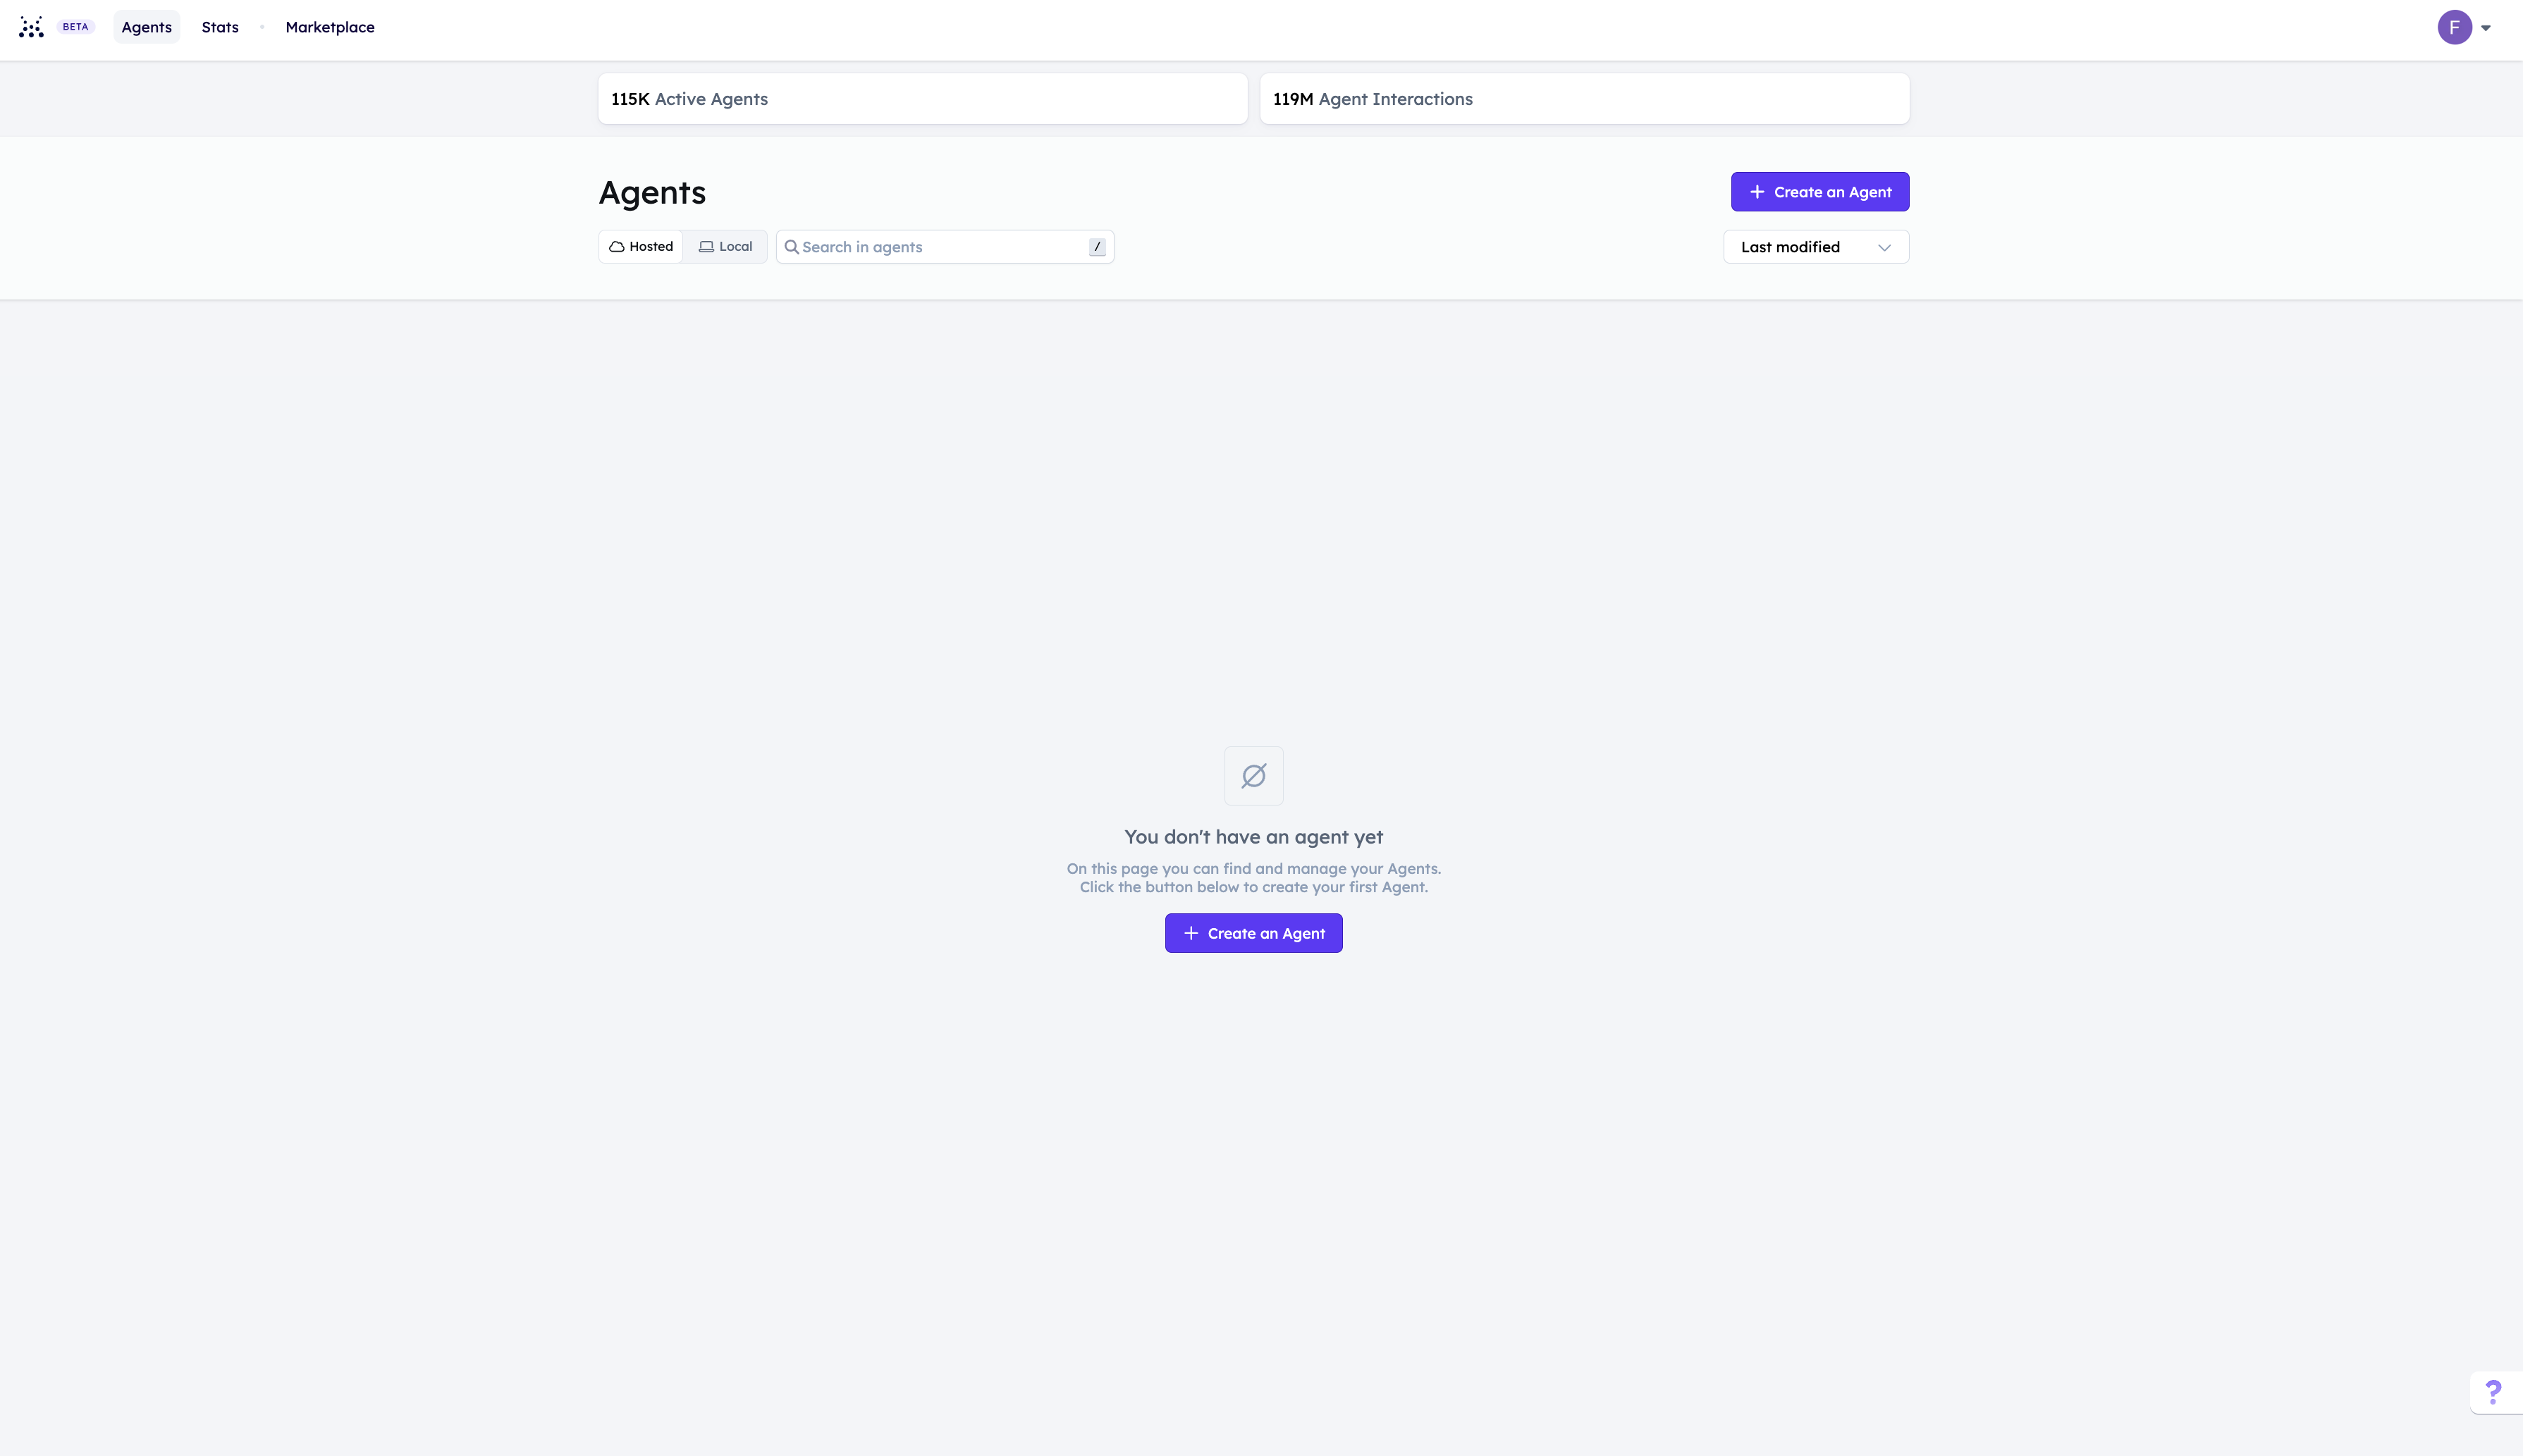 BETA
Agents
Stats
Marketplace
F
115K Active Agents
119M Agent Interactions
Agents
Create an Agent
Hosted
Local
Search in agents
/
Last modified
You don't have an agent yet
On this page you can find and manage your Agents.
Click the button below to create your first Agent.
Create an Agent
?